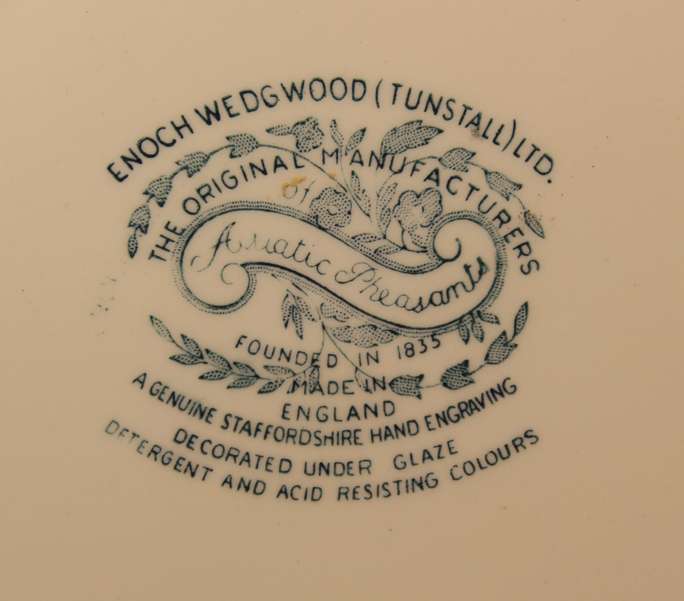 ENOCH WEDGWOOD (TUNSTALL) LTD.
THE ORIGINAL MANUFACTURERS
of
Asiatic Pheasants
FOUNDED IN 1835
MADE IN
ENGLAND
A GENUINE STAFFORDSHIRE HAND ENGRAVING
DECORATED UNDER GLAZE
DETERGENT AND ACID RESISTING COLOURS